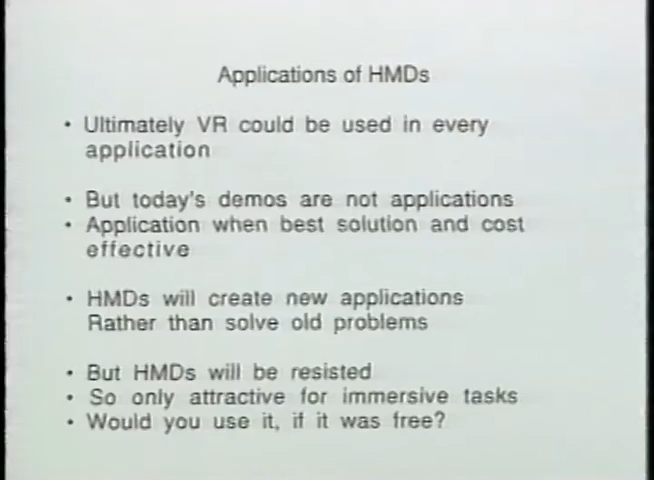 Applications of HMDs
• Ultimately VR could be used in every
application
• But today's demos are not applications
• Application when best solution and cost
effective
• HMDs will create new applications
Rather than solve old problems
• But HMDs will be resisted
• So only attractive for immersive tasks
• Would you use it, if it was free?